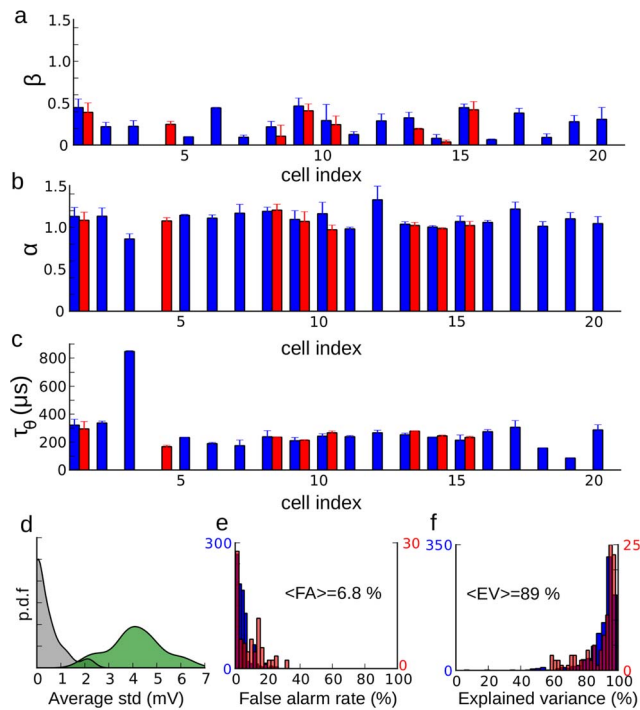 a
1.5
1.0
0.5
0
β
5 10 15 20
cell index
b
1.5
1.0
0.5
0
α
5 10 15 20
cell index
c
800
600
400
200
0
τθ (μs)
5 10 15 20
cell index
d
p.d.f
0 1 2 3 4 5 6 7
Average std (mV)
e
300
0
30
0
<FA>=6.8 %
0 20 40 60 80 100
False alarm rate (%)
f
350
0
25
0
<EV>=89 %
0 20 40 60 80 100
Explained variance (%)